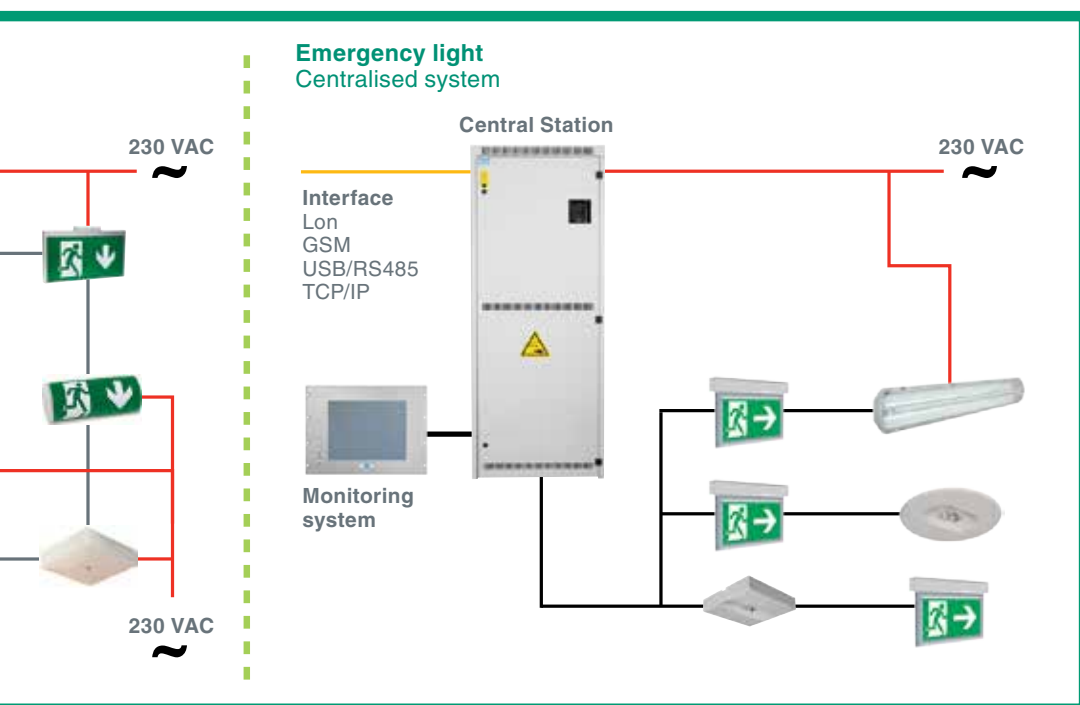 230 VAC
~
230 VAC
~
Emergency light
Centralised system
Central Station
230 VAC
~
Interface
Lon
GSM
USB/RS485
TCP/IP
Monitoring
system